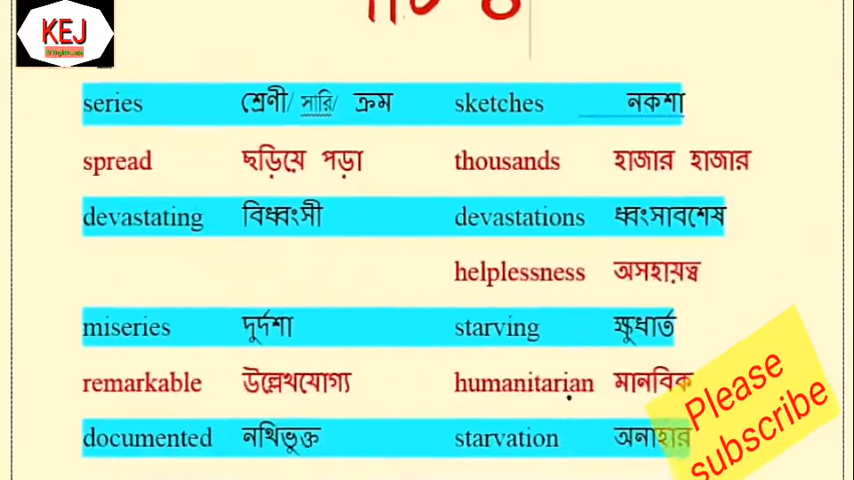 KEJ
series শ্রেণী/ সারি/ ক্রম sketches নকশা
spread ছড়িয়ে পড়া thousands হাজার হাজার
devastating বিধ্বংসী devastations ধ্বংসাবশেষ
helplessness অসহায়ত্ব
miseries দুর্দশা starving ক্ষুধার্ত
remarkable উল্লেখযোগ্য humanitarian মানবিক
documented নথিভুক্ত starvation অনাহার
Please
subscribe